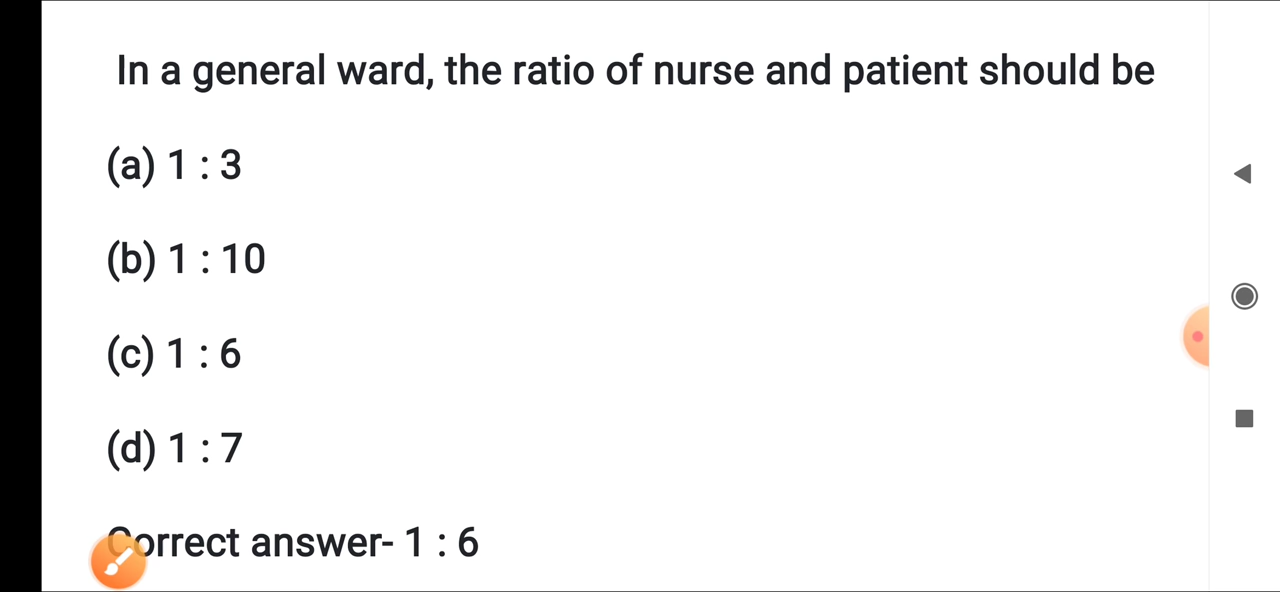 In a general ward, the ratio of nurse and patient should be
(a) 1 : 3
(b) 1 : 10
(c) 1 : 6
(d) 1 : 7
Correct answer- 1 : 6